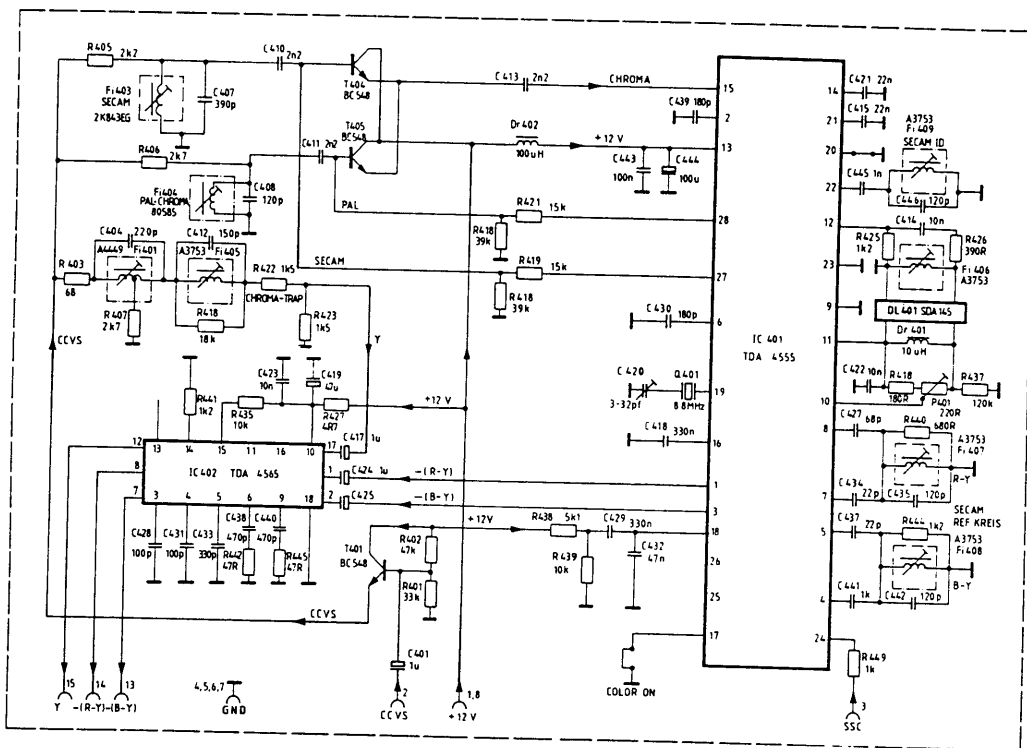 R405
2k2
C410
2n2
Fi403
SECAM
2K843EG
C407
390p
T404
BC548
C413
2n2
CHROMA
15
C439 180p
2
14
C421 22n
C415 22n
21
A3753
Fi409
SECAM ID
R406
2k7
C411 2n2
T405
BC548
Dr402
100uH
+12 V
13
C443
100n
C444
100u
20
C445 1n
22
C446 120p
Fi404
PAL-CHROMA
80585
C408
120p
PAL
R421
15k
28
R418
39k
C414 10n
12
R425
1k2
R426
390R
C404
220p
A4449
Fi401
C412
150p
A3753
Fi405
R403
68
R422 1k5
CHROMA-TRAP
SECAM
R419
15k
27
R418
39k
23
Fi406
A3753
R407
2k7
R418
18k
R423
1k5
CCVS
Y
C430
180p
6
9
DL401 SDA145
IC 401
TDA 4555
11
Dr401
10uH
C423
10n
C419
47u
C420
3-32pf
Q401
8.8MHz
19
C422 10n
R418
180R
P401
220R
R437
120k
10
R441
1k2
R435
10k
R427
4R7
+12V
C417 1u
C418 330n
16
C427 68p
8
R440
680R
A3753
Fi407
R-Y
12
13
14
15
11
16
10
17
IC402 TDA 4565
8
7
3
4
5
6
9
18
1
2
C424 1u
-(R-Y)
1
C425
-(B-Y)
3
C434
22p
7
C435
120p
SECAM
REF KREIS
C428
100p
C431
100p
C433
330p
C438
470p
C440
470p
R442
47R
R445
47R
T401
BC548
R402
47k
R401
33k
+12V
R438
5k1
C429
330n
18
R439
10k
C432
47n
26
25
5
C437
22p
R444
1k2
A3753
Fi408
B-Y
4
C441
1k
C442
120p
CCVS
C401
1u
17
COLOR ON
24
R449
1k
15
14
13
Y
-(R-Y)
-(B-Y)
4,5,6,7
GND
2
CCVS
1,8
+12 V
3
SSC